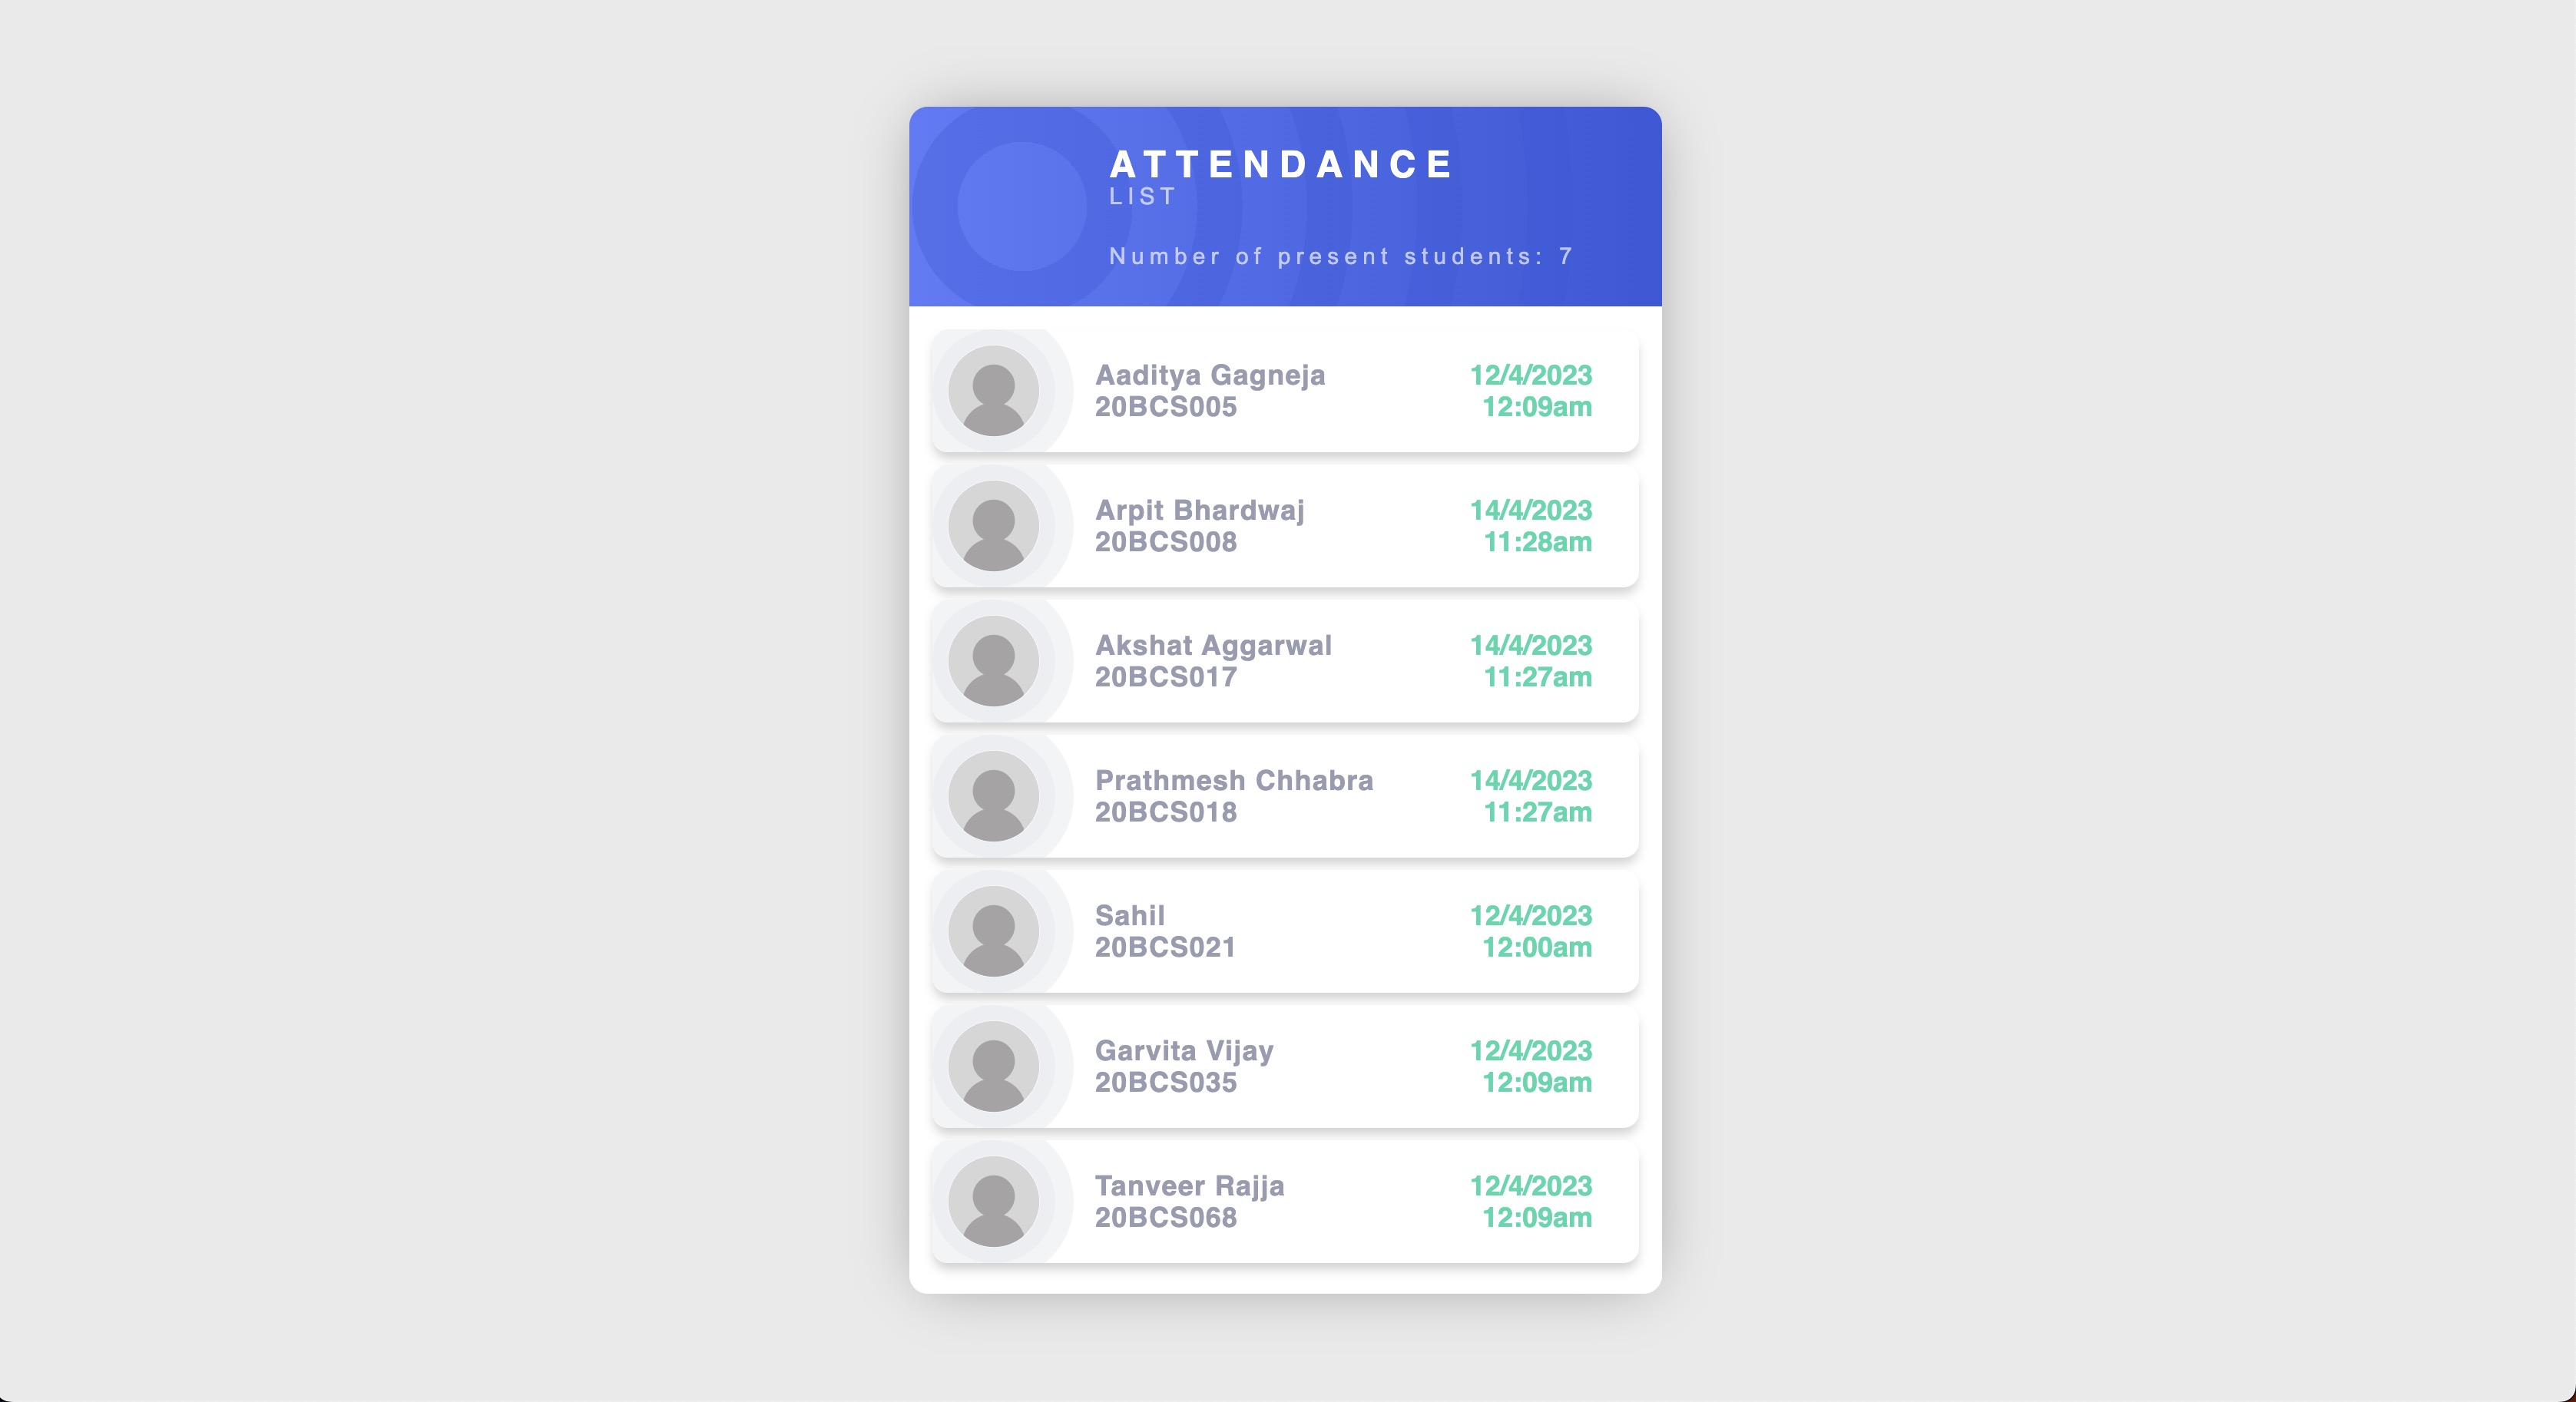 ATTENDANCE
LIST
Number of present students: 7
Aaditya Gagneja 12/4/2023
20BCS005 12:09am
Arpit Bhardwaj 14/4/2023
20BCS008 11:28am
Akshat Aggarwal 14/4/2023
20BCS017 11:27am
Prathmesh Chhabra 14/4/2023
20BCS018 11:27am
Sahil 12/4/2023
20BCS021 12:00am
Garvita Vijay 12/4/2023
20BCS035 12:09am
Tanveer Rajja 12/4/2023
20BCS068 12:09am